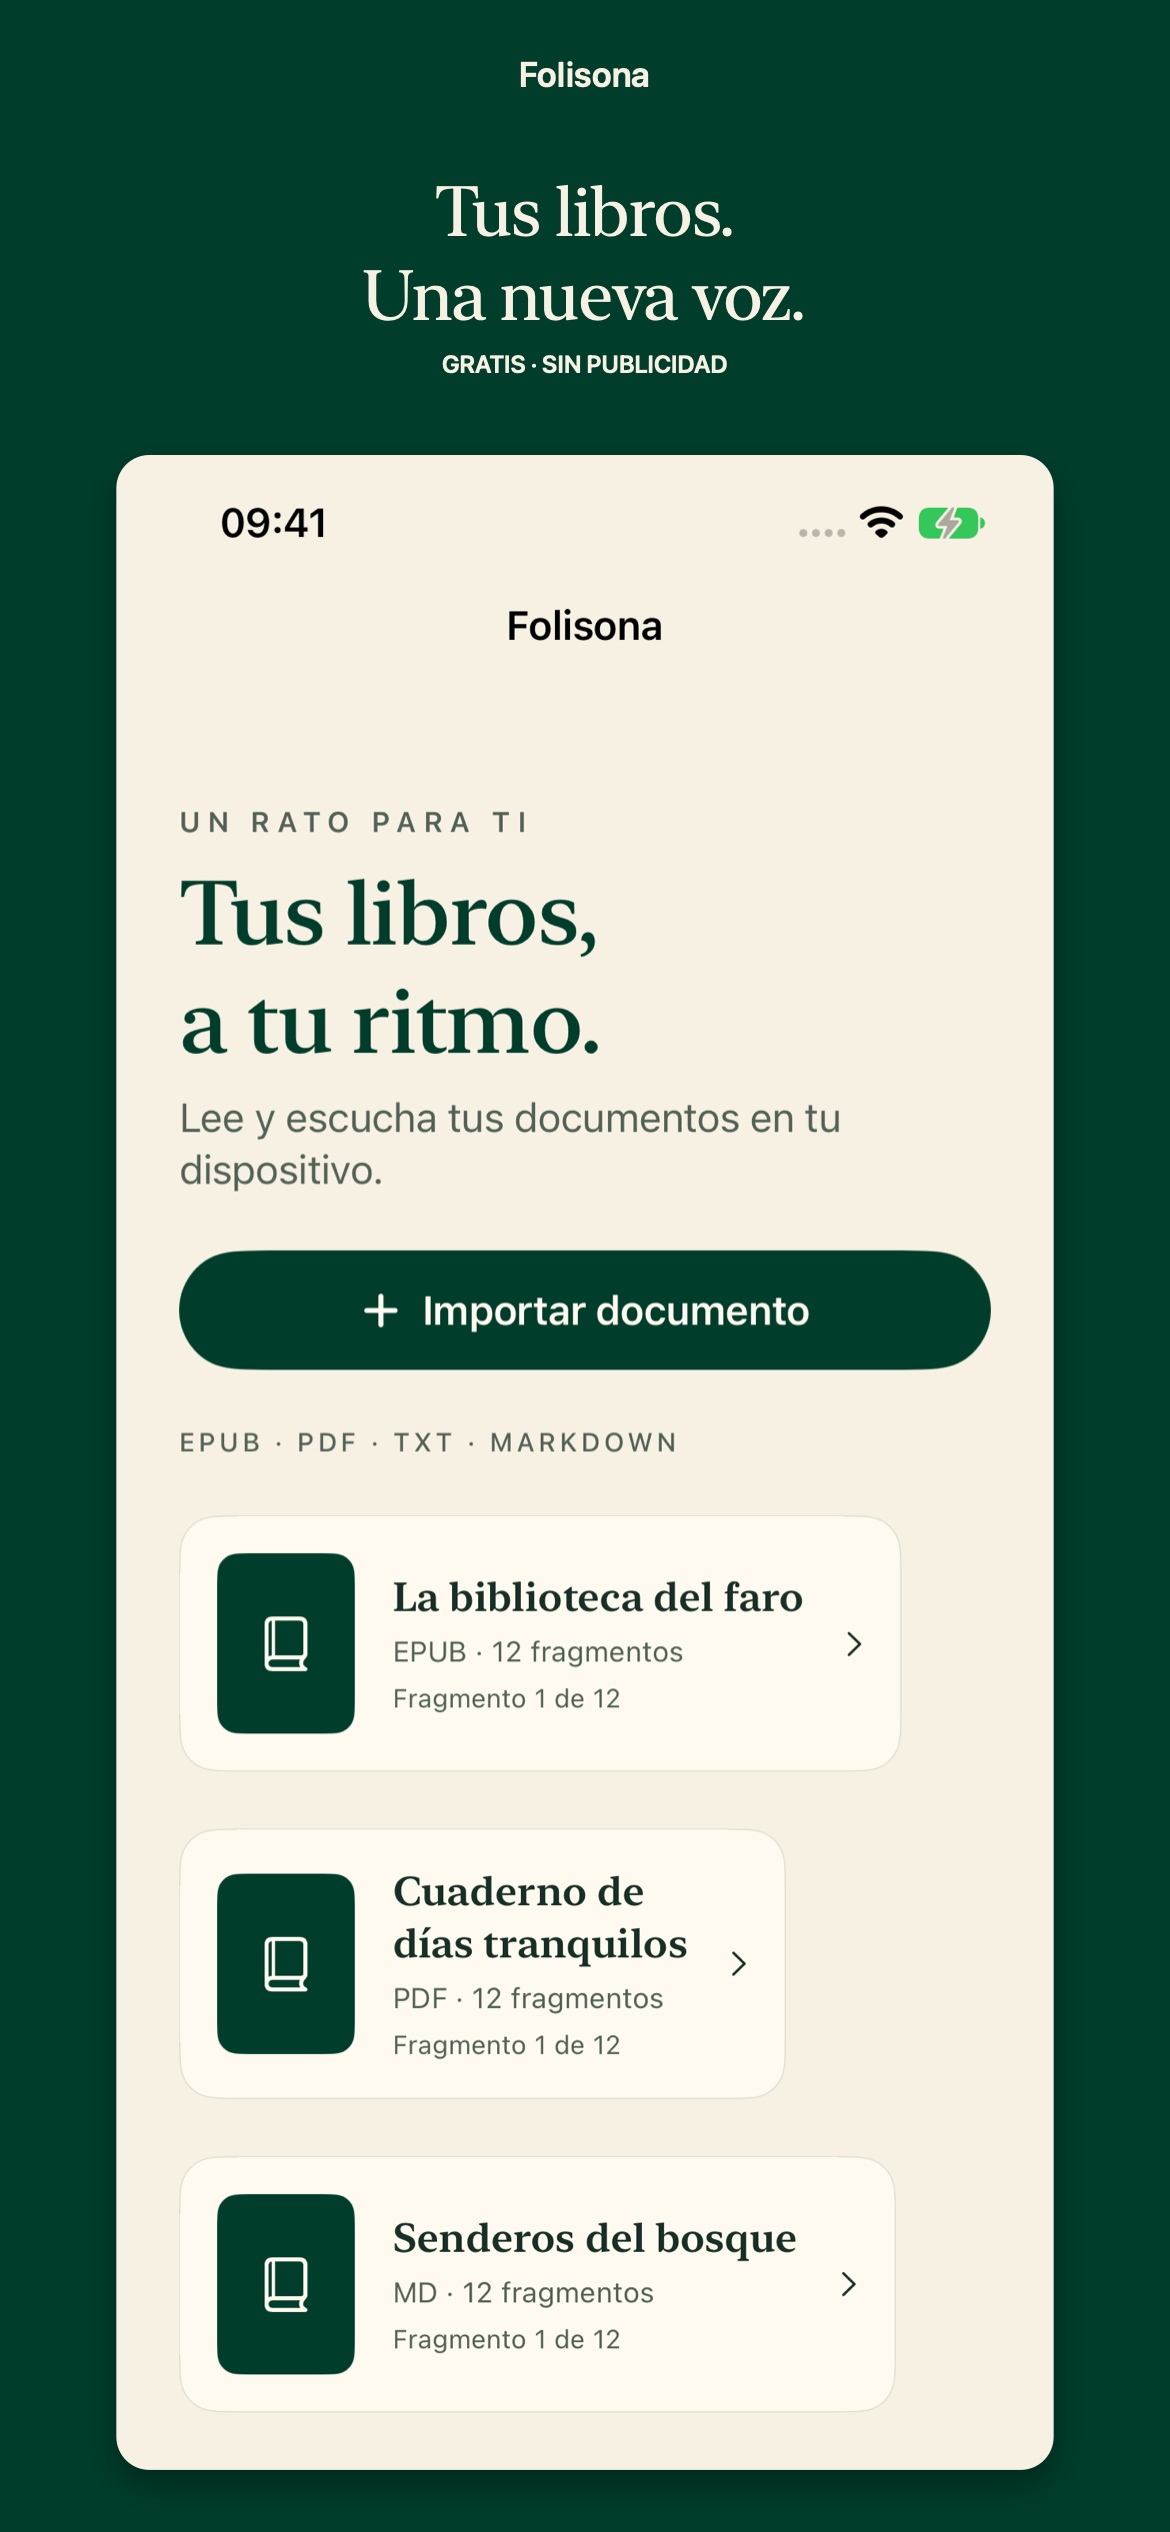 Folisona
Tus libros.
Una nueva voz.
GRATIS · SIN PUBLICIDAD
09:41
Folisona
UN RATO PARA TI
Tus libros,
a tu ritmo.
Lee y escucha tus documentos en tu
dispositivo.
+ Importar documento
EPUB · PDF · TXT · MARKDOWN
La biblioteca del faro
EPUB · 12 fragmentos
Fragmento 1 de 12
Cuaderno de
días tranquilos
PDF · 12 fragmentos
Fragmento 1 de 12
Senderos del bosque
MD · 12 fragmentos
Fragmento 1 de 12